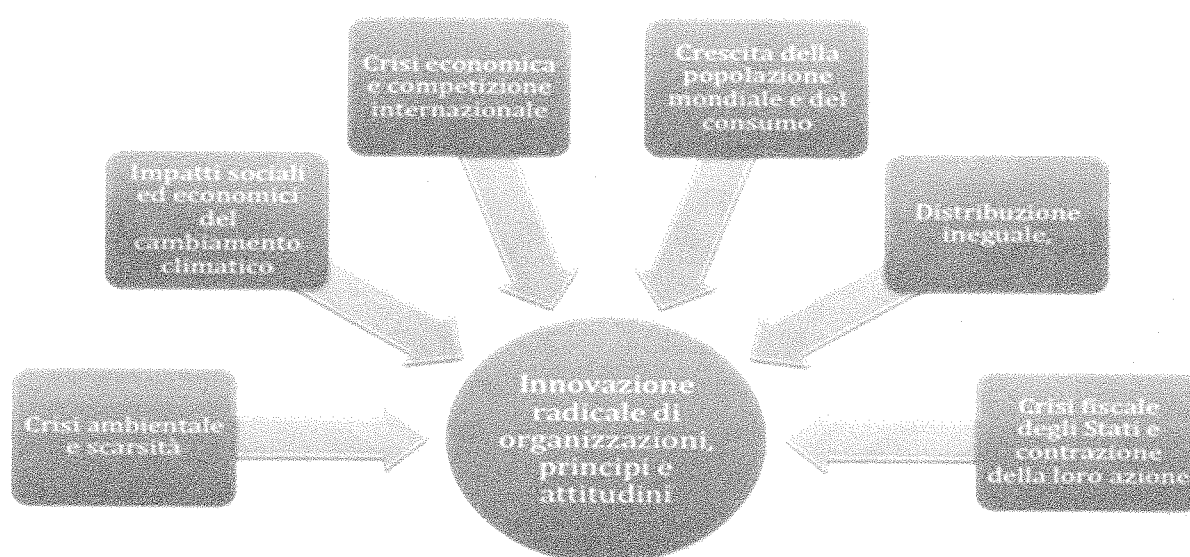 Crisi economica
e competizione
internazionale
Crescita della
popolazione
mondiale e del
consumo
Impatti sociali
ed economici
del
cambiamento
climatico
Distribuzione
ineguale,
Crisi ambientale
e scarsità
Innovazione
radicale di
organizzazioni,
principi e
attitudini
Crisi fiscale
degli Stati e
contrazione
della loro azione